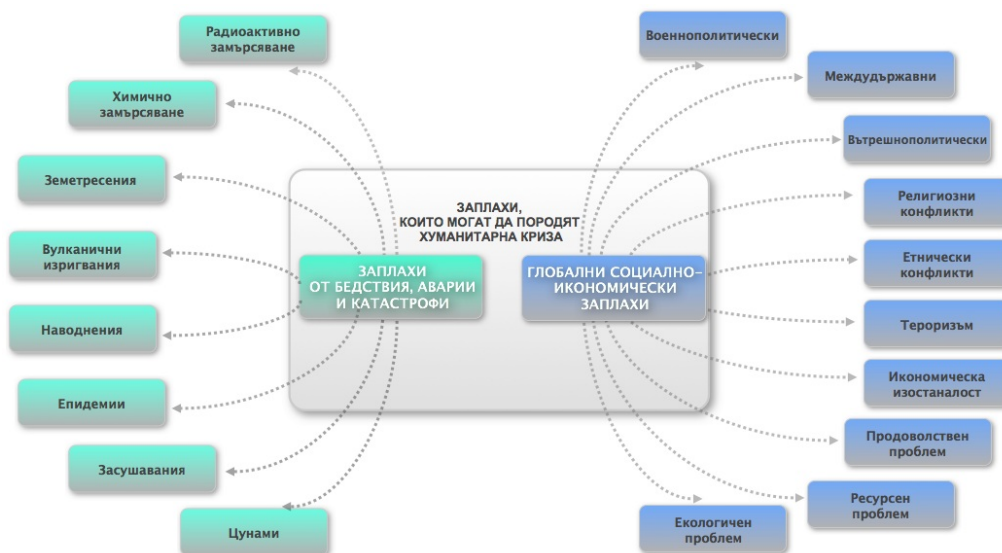 Радиоактивно
замърсяване
Химично
замърсяване
Земетресения
Вулканични
изригвания
Наводнения
Епидемии
Засушавания
Цунами
ЗАПЛАХИ,
КОИТО МОГАТ ДА ПОРОДЯТ
ХУМАНИТАРНА КРИЗА
ЗАПЛАХИ
ОТ БЕДСТВИЯ, АВАРИИ
И КАТАСТРОФИ
ГЛОБАЛНИ СОЦИАЛНО–
ИКОНОМИЧЕСКИ
ЗАПЛАХИ
Военнополитически
Междудържавни
Вътрешнополитически
Религиозни
конфликти
Етнически
конфликти
Тероризъм
Икономическа
изостаналост
Продоволствен
проблем
Ресурсен
проблем
Екологичен
проблем